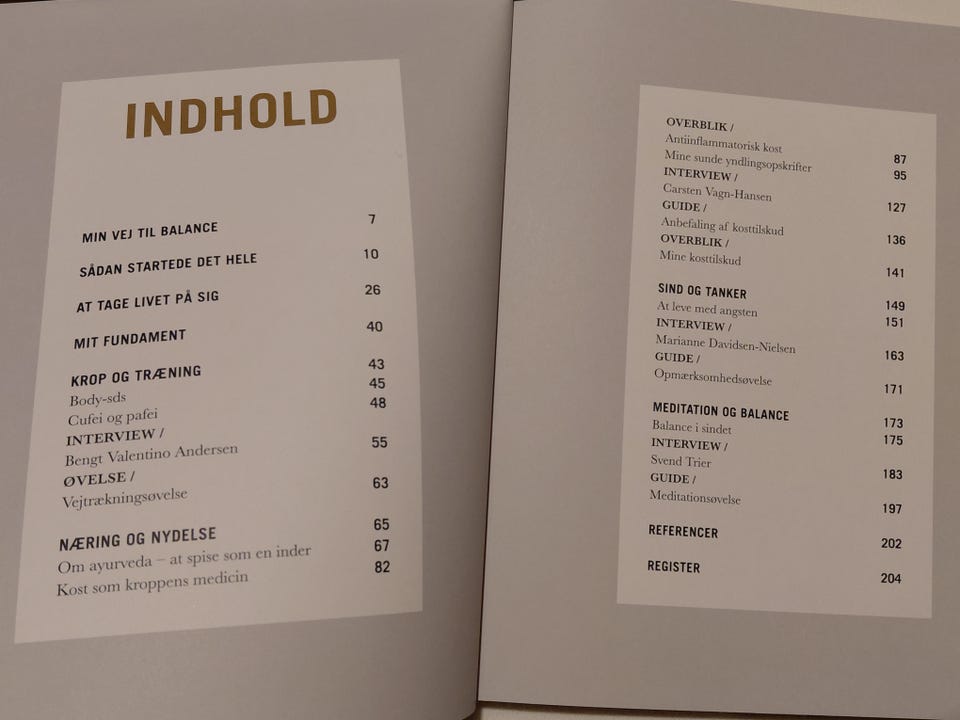 INDHOLD
MIN VEJ TIL BALANCE 7
SÅDAN STARTEDE DET HELE 10
AT TAGE LIVET PÅ SIG 26
MIT FUNDAMENT 40
KROP OG TRÆNING 43
Body-sds 45
Cufei og pafei 48
INTERVIEW /
Bengt Valentino Andersen 55
ØVELSE /
Vejtrækningsøvelse 63
NÆRING OG NYDELSE 65
Om ayurveda – at spise som en inder 67
Kost som kroppens medicin 82
OVERBLIK /
Antiinflammatorisk kost 87
Mine sunde yndlingsopskrifter 95
INTERVIEW /
Carsten Vagn-Hansen 127
GUIDE /
Anbefaling af kosttilskud 136
OVERBLIK /
Mine kosttilskud 141
SIND OG TANKER 149
At leve med angsten 151
INTERVIEW /
Marianne Davidsen-Nielsen 163
GUIDE /
Opmærksomhedsøvelse 171
MEDITATION OG BALANCE 173
Balance i sindet 175
INTERVIEW /
Svend Trier 183
GUIDE /
Meditationsøvelse 197
REFERENCER 202
REGISTER 204